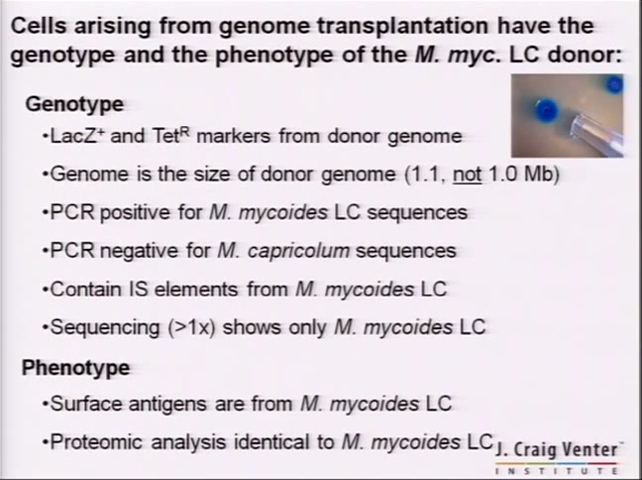 Cells arising from genome transplantation have the
genotype and the phenotype of the M. myc. LC donor:
Genotype
•LacZ⁺ and Tetᴿ markers from donor genome
•Genome is the size of donor genome (1.1, not 1.0 Mb)
•PCR positive for M. mycoides LC sequences
•PCR negative for M. capricolum sequences
•Contain IS elements from M. mycoides LC
•Sequencing (>1x) shows only M. mycoides LC
Phenotype
•Surface antigens are from M. mycoides LC
•Proteomic analysis identical to M. mycoides LC
J. Craig Venter™
INSTITUTE